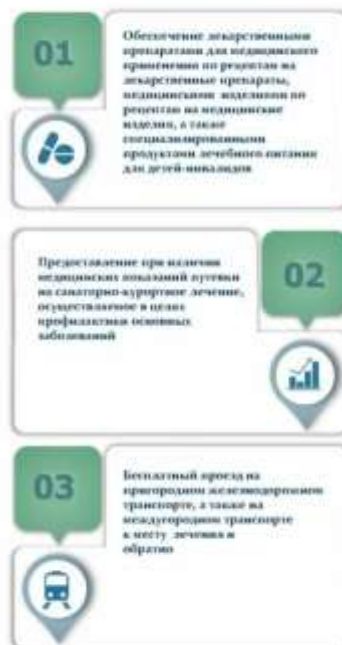 01
Обеспечение лекарственными
препаратами для медицинского
применения по рецептам на
лекарственные препараты,
медицинскими изделиями по
рецептам на медицинские
изделия, а также
специализированными
продуктами лечебного питания
для детей-инвалидов
02
Предоставление при наличии
медицинских показаний путевки
на санаторно-курортное лечение,
осуществляемое в целях
профилактики основных
заболеваний
03
Бесплатный проезд на
пригородном железнодорожном
транспорте, а также на
междугородном транспорте
к месту лечения и
обратно